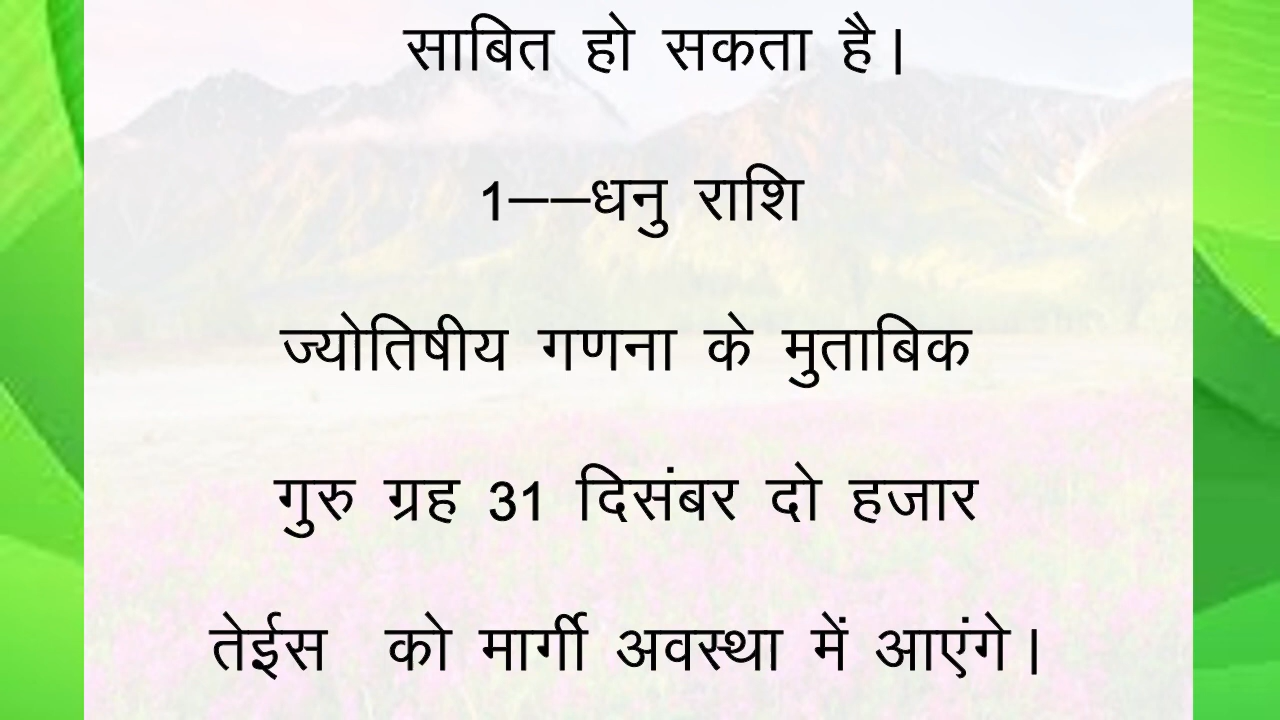 साबित हो सकता है।
1––धनु राशि
ज्योतिषीय गणना के मुताबिक
गुरु ग्रह 31 दिसंबर दो हजार
तेईस को मार्गी अवस्था में आएंगे।